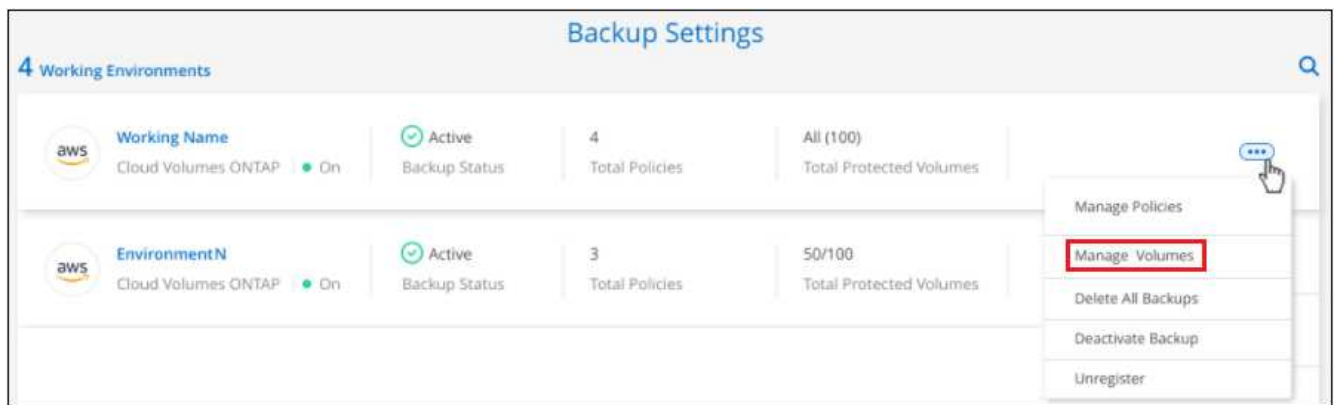 Backup Settings
4 Working Environments
aws
Working Name
Cloud Volumes ONTAP
On
Active
Backup Status
4
Total Policies
All (100)
Total Protected Volumes
Manage Policies
Manage Volumes
Delete All Backups
Deactivate Backup
Unregister
aws
EnvironmentN
Cloud Volumes ONTAP
On
Active
Backup Status
3
Total Policies
50/100
Total Protected Volumes